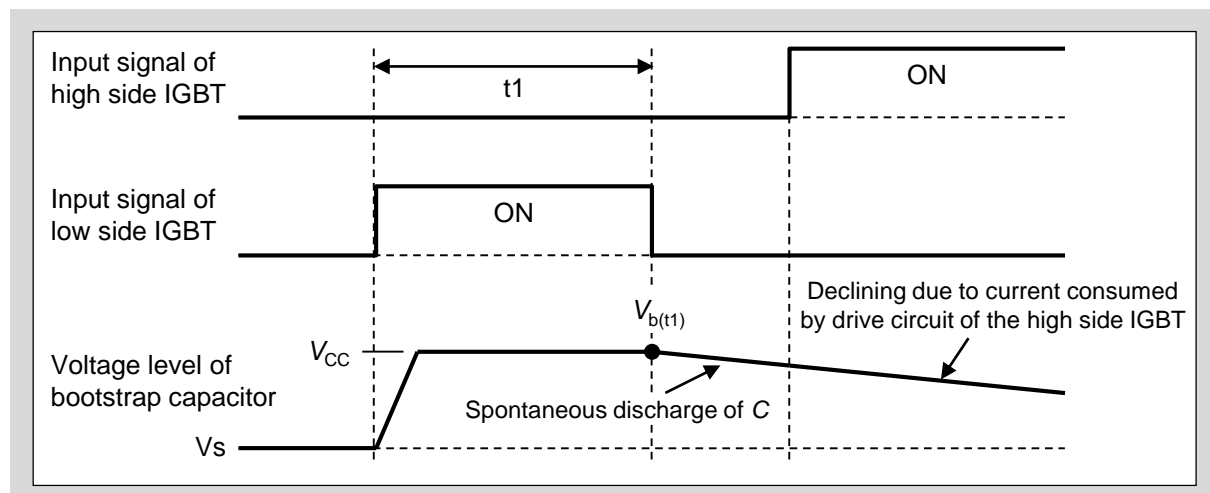 Input signal of
high side IGBT
t1
ON
Input signal of
low side IGBT
ON
Declining due to current consumed
by drive circuit of the high side IGBT
Vb(t1)
VCC
Voltage level of
bootstrap capacitor
Spontaneous discharge of C
Vs